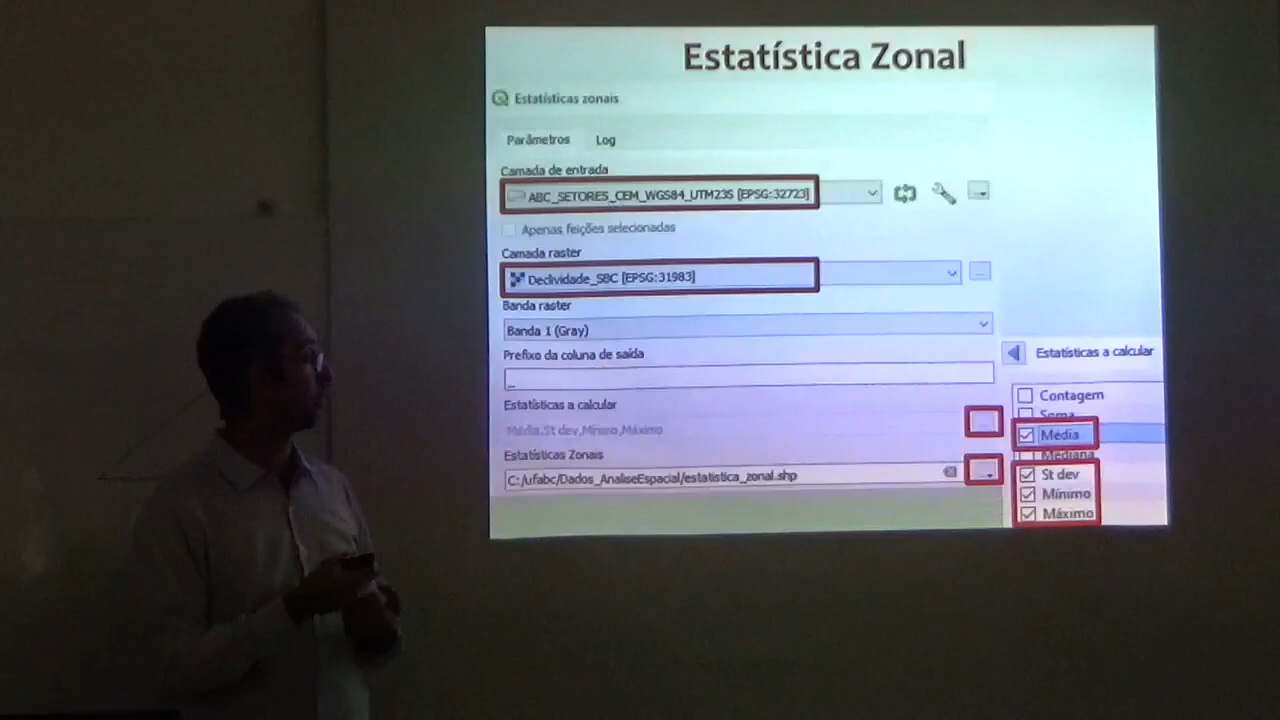 Estatística Zonal
Estatísticas zonais
Parâmetros Log
Camada de entrada
ABC_SETORES_CEM_WGS84_UTM23S [EPSG:32723]
Apenas feições selecionadas
Camada raster
Declividade_SBC [EPSG:31983]
Banda raster
Banda 1 (Gray)
Prefixo da coluna de saída
_
Estatísticas a calcular
Média,St dev,Mínimo,Máximo
Estatísticas Zonais
C:/ufabc/Dados_AnaliseEspacial/estatistica_zonal.shp
Estatísticas a calcular
Contagem
Soma
Média
Mediana
St dev
Mínimo
Máximo